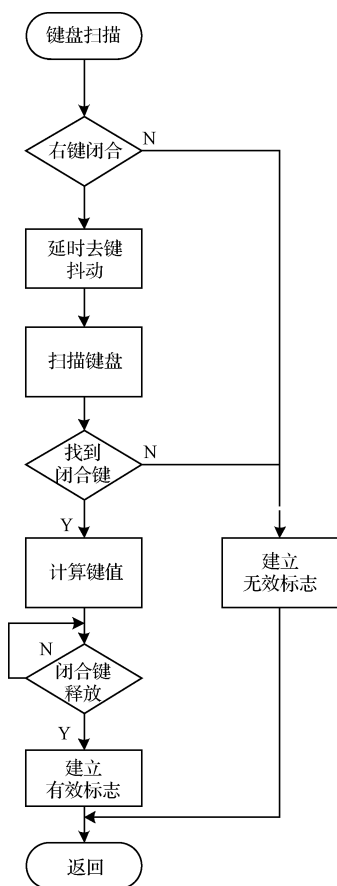 键盘扫描
右键闭合
N
延时去键
抖动
扫描键盘
找到
闭合键
N
Y
计算键值
建立
无效标志
N
闭合键
释放
Y
建立
有效标志
返回